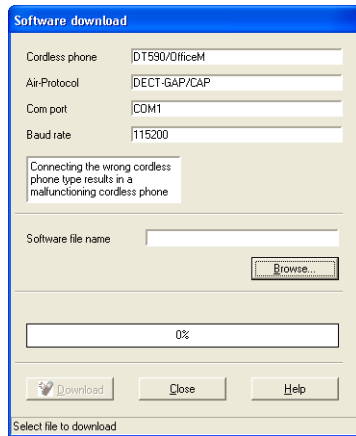 Software download
Cordless phone DT590/OfficeM
Air-Protocol DECT-GAP/CAP
Com port COM1
Baud rate 115200
Connecting the wrong cordless
phone type results in a
malfunctioning cordless phone
Software file name
Browse...
0%
Download Close Help
Select file to download